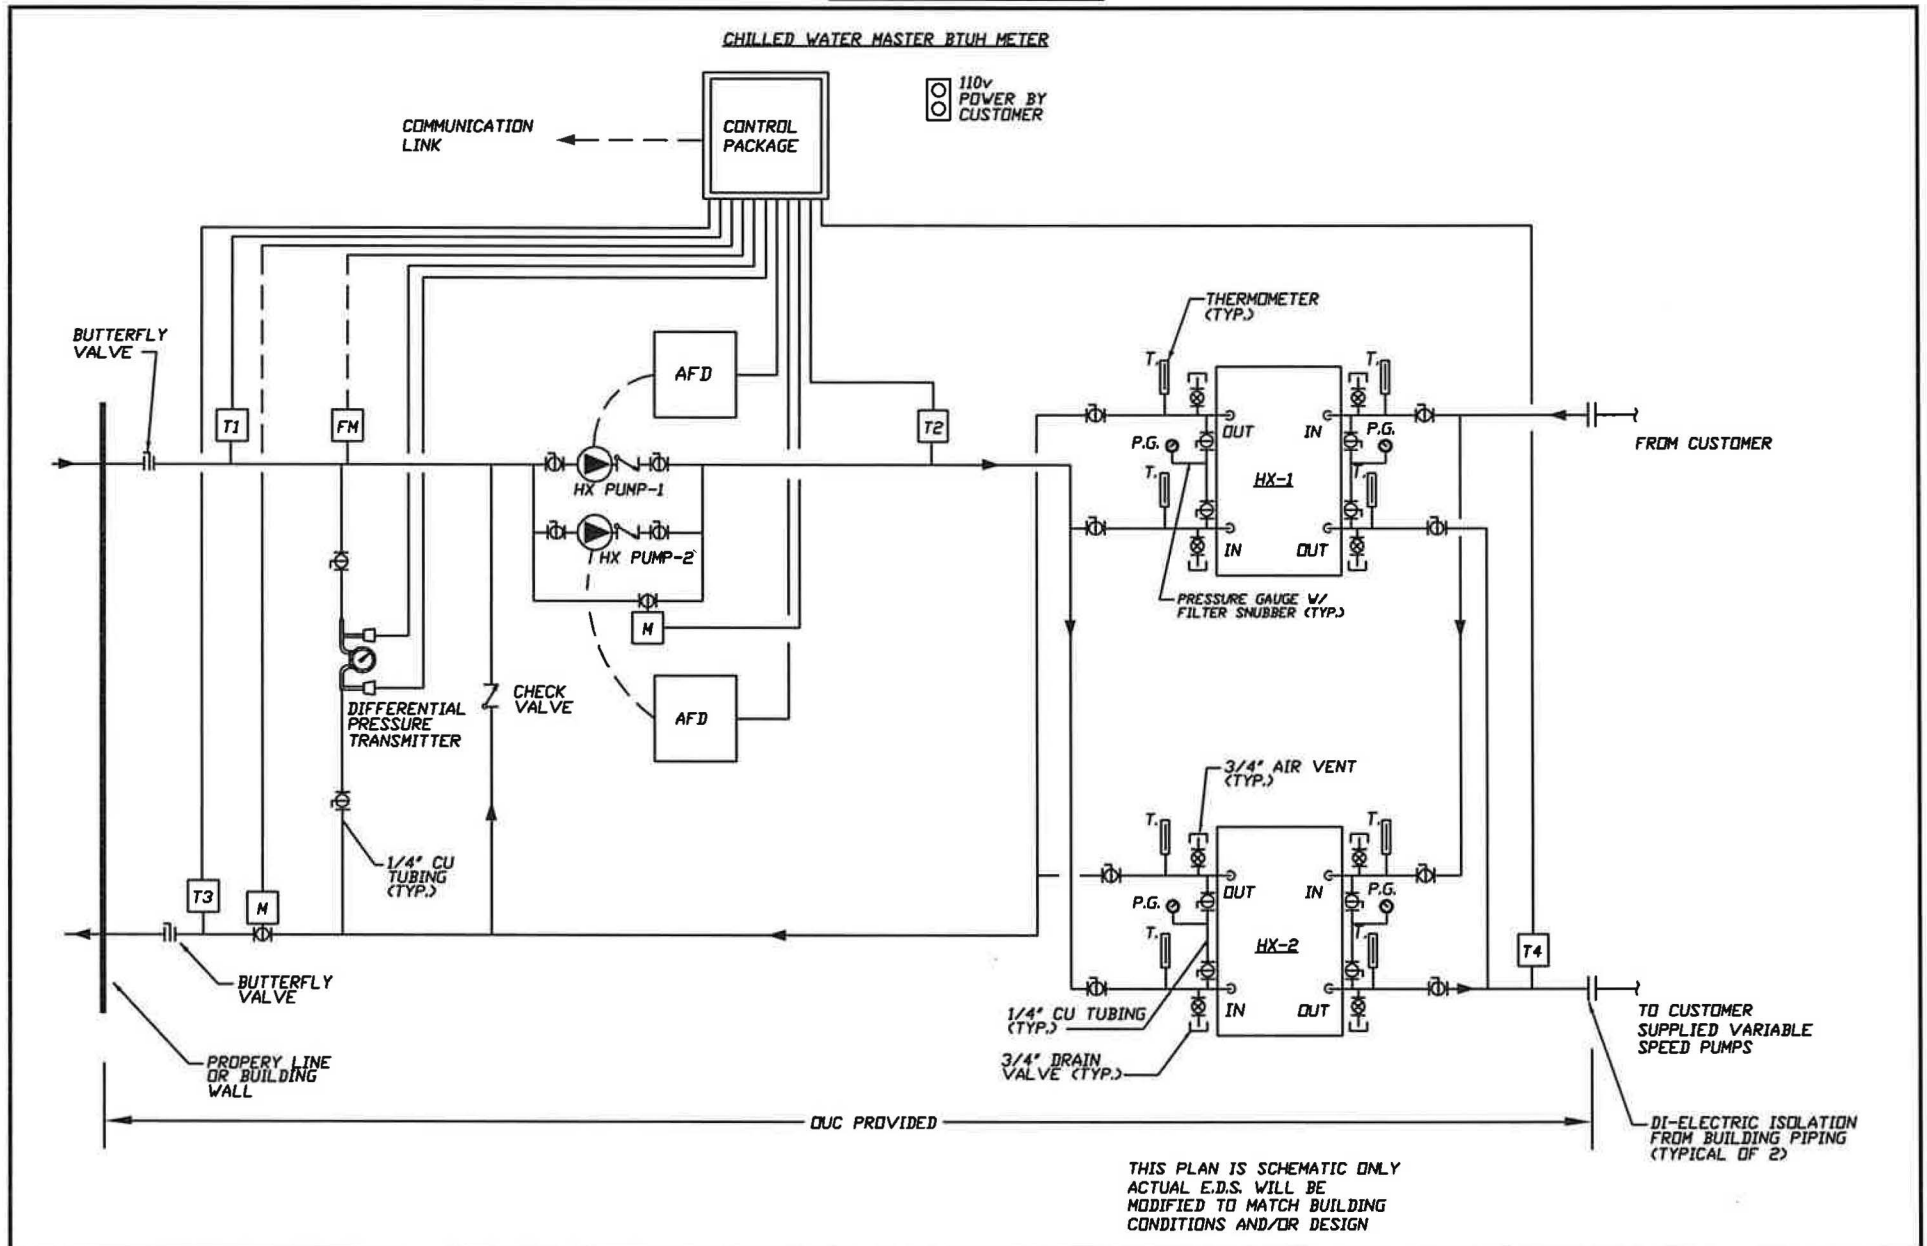 CHILLED WATER MASTER BTUH METER
110v
POWER BY
CUSTOMER
COMMUNICATION
LINK
CONTROL
PACKAGE
THERMOMETER
(TYP.)
BUTTERFLY
VALVE
AFD
T1
FM
T2
T.
T.
OUT
IN
P.G.
P.G.
FROM CUSTOMER
HX PUMP-1
T.
T.
HX-1
HX PUMP-2
IN
OUT
PRESSURE GAUGE W/
FILTER SNUBBER (TYP.)
M
CHECK
VALVE
DIFFERENTIAL
PRESSURE
TRANSMITTER
AFD
3/4" AIR VENT
(TYP.)
T.
T.
1/4" CU
TUBING
(TYP.)
OUT
IN
P.G.
P.G.
T3
M
T.
T.
HX-2
T4
BUTTERFLY
VALVE
IN
OUT
1/4" CU TUBING
(TYP.)
TO CUSTOMER
SUPPLIED VARIABLE
SPEED PUMPS
3/4" DRAIN
VALVE (TYP.)
PROPERY LINE
OR BUILDING
WALL
OUC PROVIDED
DI-ELECTRIC ISOLATION
FROM BUILDING PIPING
(TYPICAL OF 2)
THIS PLAN IS SCHEMATIC ONLY
ACTUAL E.D.S. WILL BE
MODIFIED TO MATCH BUILDING
CONDITIONS AND/OR DESIGN